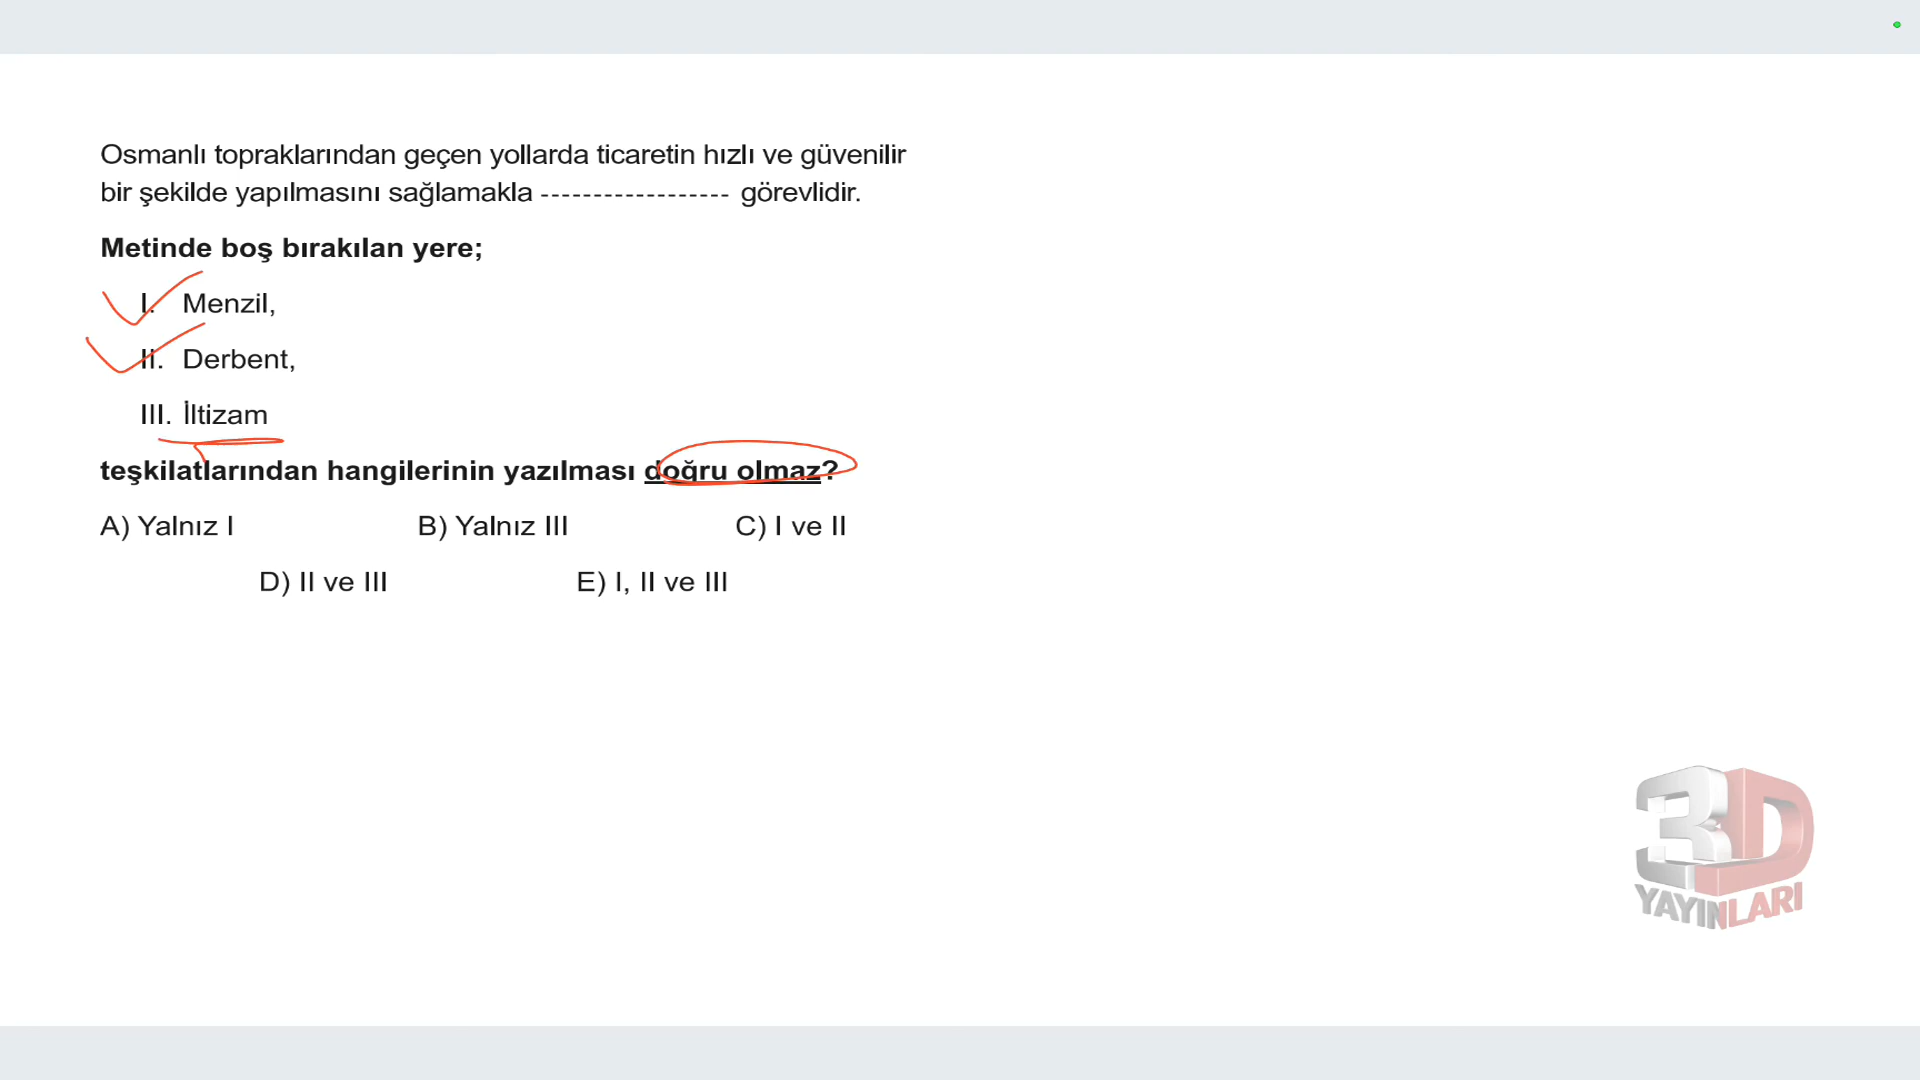 Osmanlı topraklarından geçen yollarda ticaretin hızlı ve güvenilir
bir şekilde yapılmasını sağlamakla ------------------ görevlidir.
Metinde boş bırakılan yere;
I. Menzil,
II. Derbent,
III. İltizam
teşkilatlarından hangilerinin yazılması doğru olmaz?
A) Yalnız I B) Yalnız III C) I ve II
D) II ve III E) I, II ve III
3D
YAYINLARI